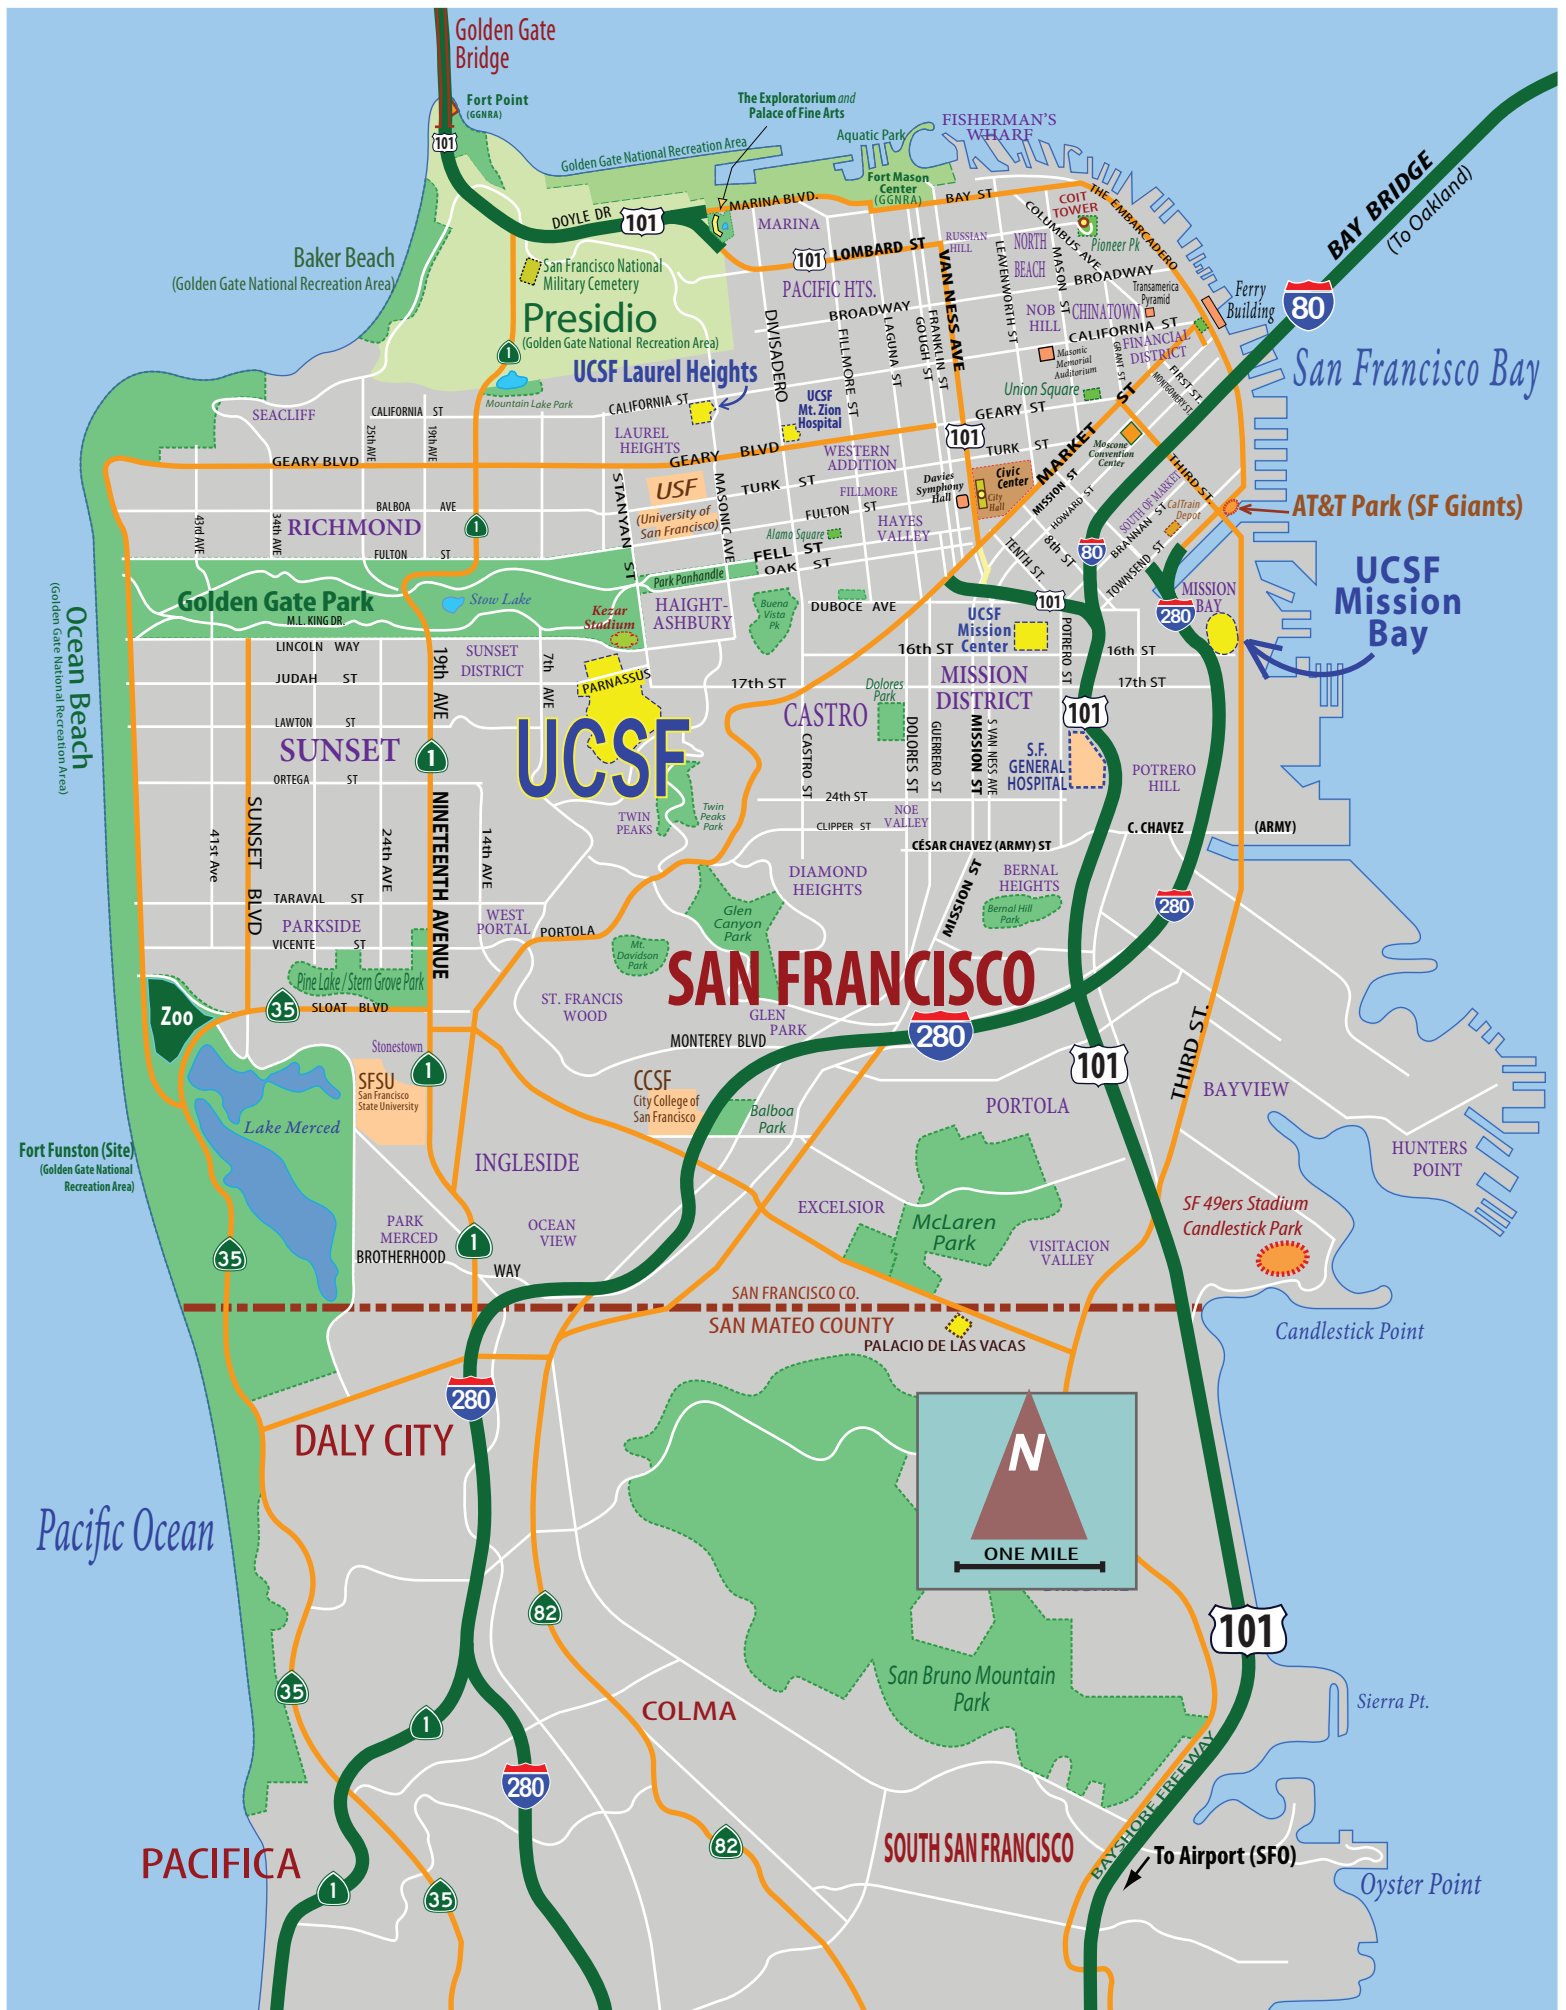 Golden Gate
Bridge
Fort Point
(GGNRA)
101
The Exploratorium and
Palace of Fine Arts
Golden Gate National Recreation Area
Aquatic Park
FISHERMAN'S
WHARF
Fort Mason
Center
(GGNRA)
MARINA BLVD.
BAY ST
THE EMBARCADERO
COIT
TOWER
Pioneer Pk
COLUMBUS AVE
BAY BRIDGE
(To Oakland)
DOYLE DR
101
MARINA
101
LOMBARD ST
RUSSIAN
HILL
NORTH
BEACH
Baker Beach
(Golden Gate National Recreation Area)
San Francisco National
Military Cemetery
PACIFIC HTS.
VAN NESS AVE
LEAVENWORTH ST
MASON ST
BROADWAY
BROADWAY
Transamerica
Pyramid
Ferry
Building
80
Presidio
(Golden Gate National Recreation Area)
1
DIVISADERO
FILLMORE ST
LAGUNA ST
GOUGH ST
FRANKLIN ST
NOB
HILL
CHINATOWN
CALIFORNIA ST
FINANCIAL
DISTRICT
Masonic
Memorial
Auditorium
GRANT ST
FIRST ST.
MONTGOMERY ST.
San Francisco Bay
UCSF Laurel Heights
Mountain Lake Park
CALIFORNIA ST
UCSF
Mt. Zion
Hospital
Union Square
GEARY ST
SEACLIFF
CALIFORNIA ST
25th AVE
19th AVE
LAUREL
HEIGHTS
GEARY BLVD
GEARY BLVD
WESTERN
ADDITION
101
TURK ST
MARKET ST
Moscone
Convention
Center
STANYAN ST
USF
(University of
San Francisco)
MASONIC AVE
TURK ST
FILLMORE
Davies
Symphony
Hall
Civic
Center
City
Hall
MISSION ST
HOWARD ST
SOUTH OF MARKET
THIRD ST.
CalTrain
Depot
AT&T Park (SF Giants)
43rd AVE
34th AVE
BALBOA AVE
RICHMOND
1
FULTON ST
FULTON ST
Alamo Square
HAYES
VALLEY
FELL ST
OAK ST
TENTH ST.
8th ST
80
BRANNAN ST
TOWNSEND ST
Park Panhandle
Golden Gate Park
M.L. KING DR.
Stow Lake
Kezar
Stadium
HAIGHT-
ASHBURY
Buena
Vista
Pk
DUBOCE AVE
101
UCSF
Mission
Center
POTRERO ST
280
MISSION
BAY
UCSF
Mission
Bay
Ocean Beach
(Golden Gate National Recreation Area)
LINCOLN WAY
JUDAH ST
LAWTON ST
SUNSET
ORTEGA ST
19th AVE
SUNSET
DISTRICT
7th AVE
PARNASSUS
UCSF
16th ST
16th ST
17th ST
17th ST
MISSION
DISTRICT
Dolores
Park
CASTRO
CASTRO ST
DOLORES ST
GUERRERO ST
MISSION ST
S VAN NESS AVE
101
S.F.
GENERAL
HOSPITAL
POTRERO
HILL
1
SUNSET BLVD
41st Ave
24th AVE
NINETEENTH AVENUE
14th AVE
TWIN
PEAKS
Twin
Peaks
Park
24th ST
CLIPPER ST
NOE
VALLEY
CÉSAR CHAVEZ (ARMY) ST
C. CHAVEZ
(ARMY)
DIAMOND
HEIGHTS
MISSION ST
BERNAL
HEIGHTS
Bernal Hill
Park
280
TARAVAL ST
PARKSIDE
VICENTE ST
WEST
PORTAL
PORTOLA
Glen
Canyon
Park
Mt.
Davidson
Park
SAN FRANCISCO
Pine Lake / Stern Grove Park
Zoo
35
SLOAT BLVD
ST. FRANCIS
WOOD
GLEN
PARK
MONTEREY BLVD
280
101
THIRD ST.
BAYVIEW
Stonestown
1
SFSU
San Francisco
State University
CCSF
City College of
San Francisco
Balboa
Park
PORTOLA
HUNTERS
POINT
Lake Merced
Fort Funston (Site)
(Golden Gate National
Recreation Area)
INGLESIDE
EXCELSIOR
McLaren
Park
VISITACION
VALLEY
SF 49ers Stadium
Candlestick Park
PARK
MERCED
BROTHERHOOD
WAY
OCEAN
VIEW
1
35
SAN FRANCISCO CO.
SAN MATEO COUNTY
PALACIO DE LAS VACAS
Candlestick Point
280
DALY CITY
N
ONE MILE
Pacific Ocean
82
101
35
1
COLMA
San Bruno Mountain
Park
Sierra Pt.
280
BAYSHORE FREEWAY
PACIFICA
1
35
82
SOUTH SAN FRANCISCO
To Airport (SFO)
Oyster Point